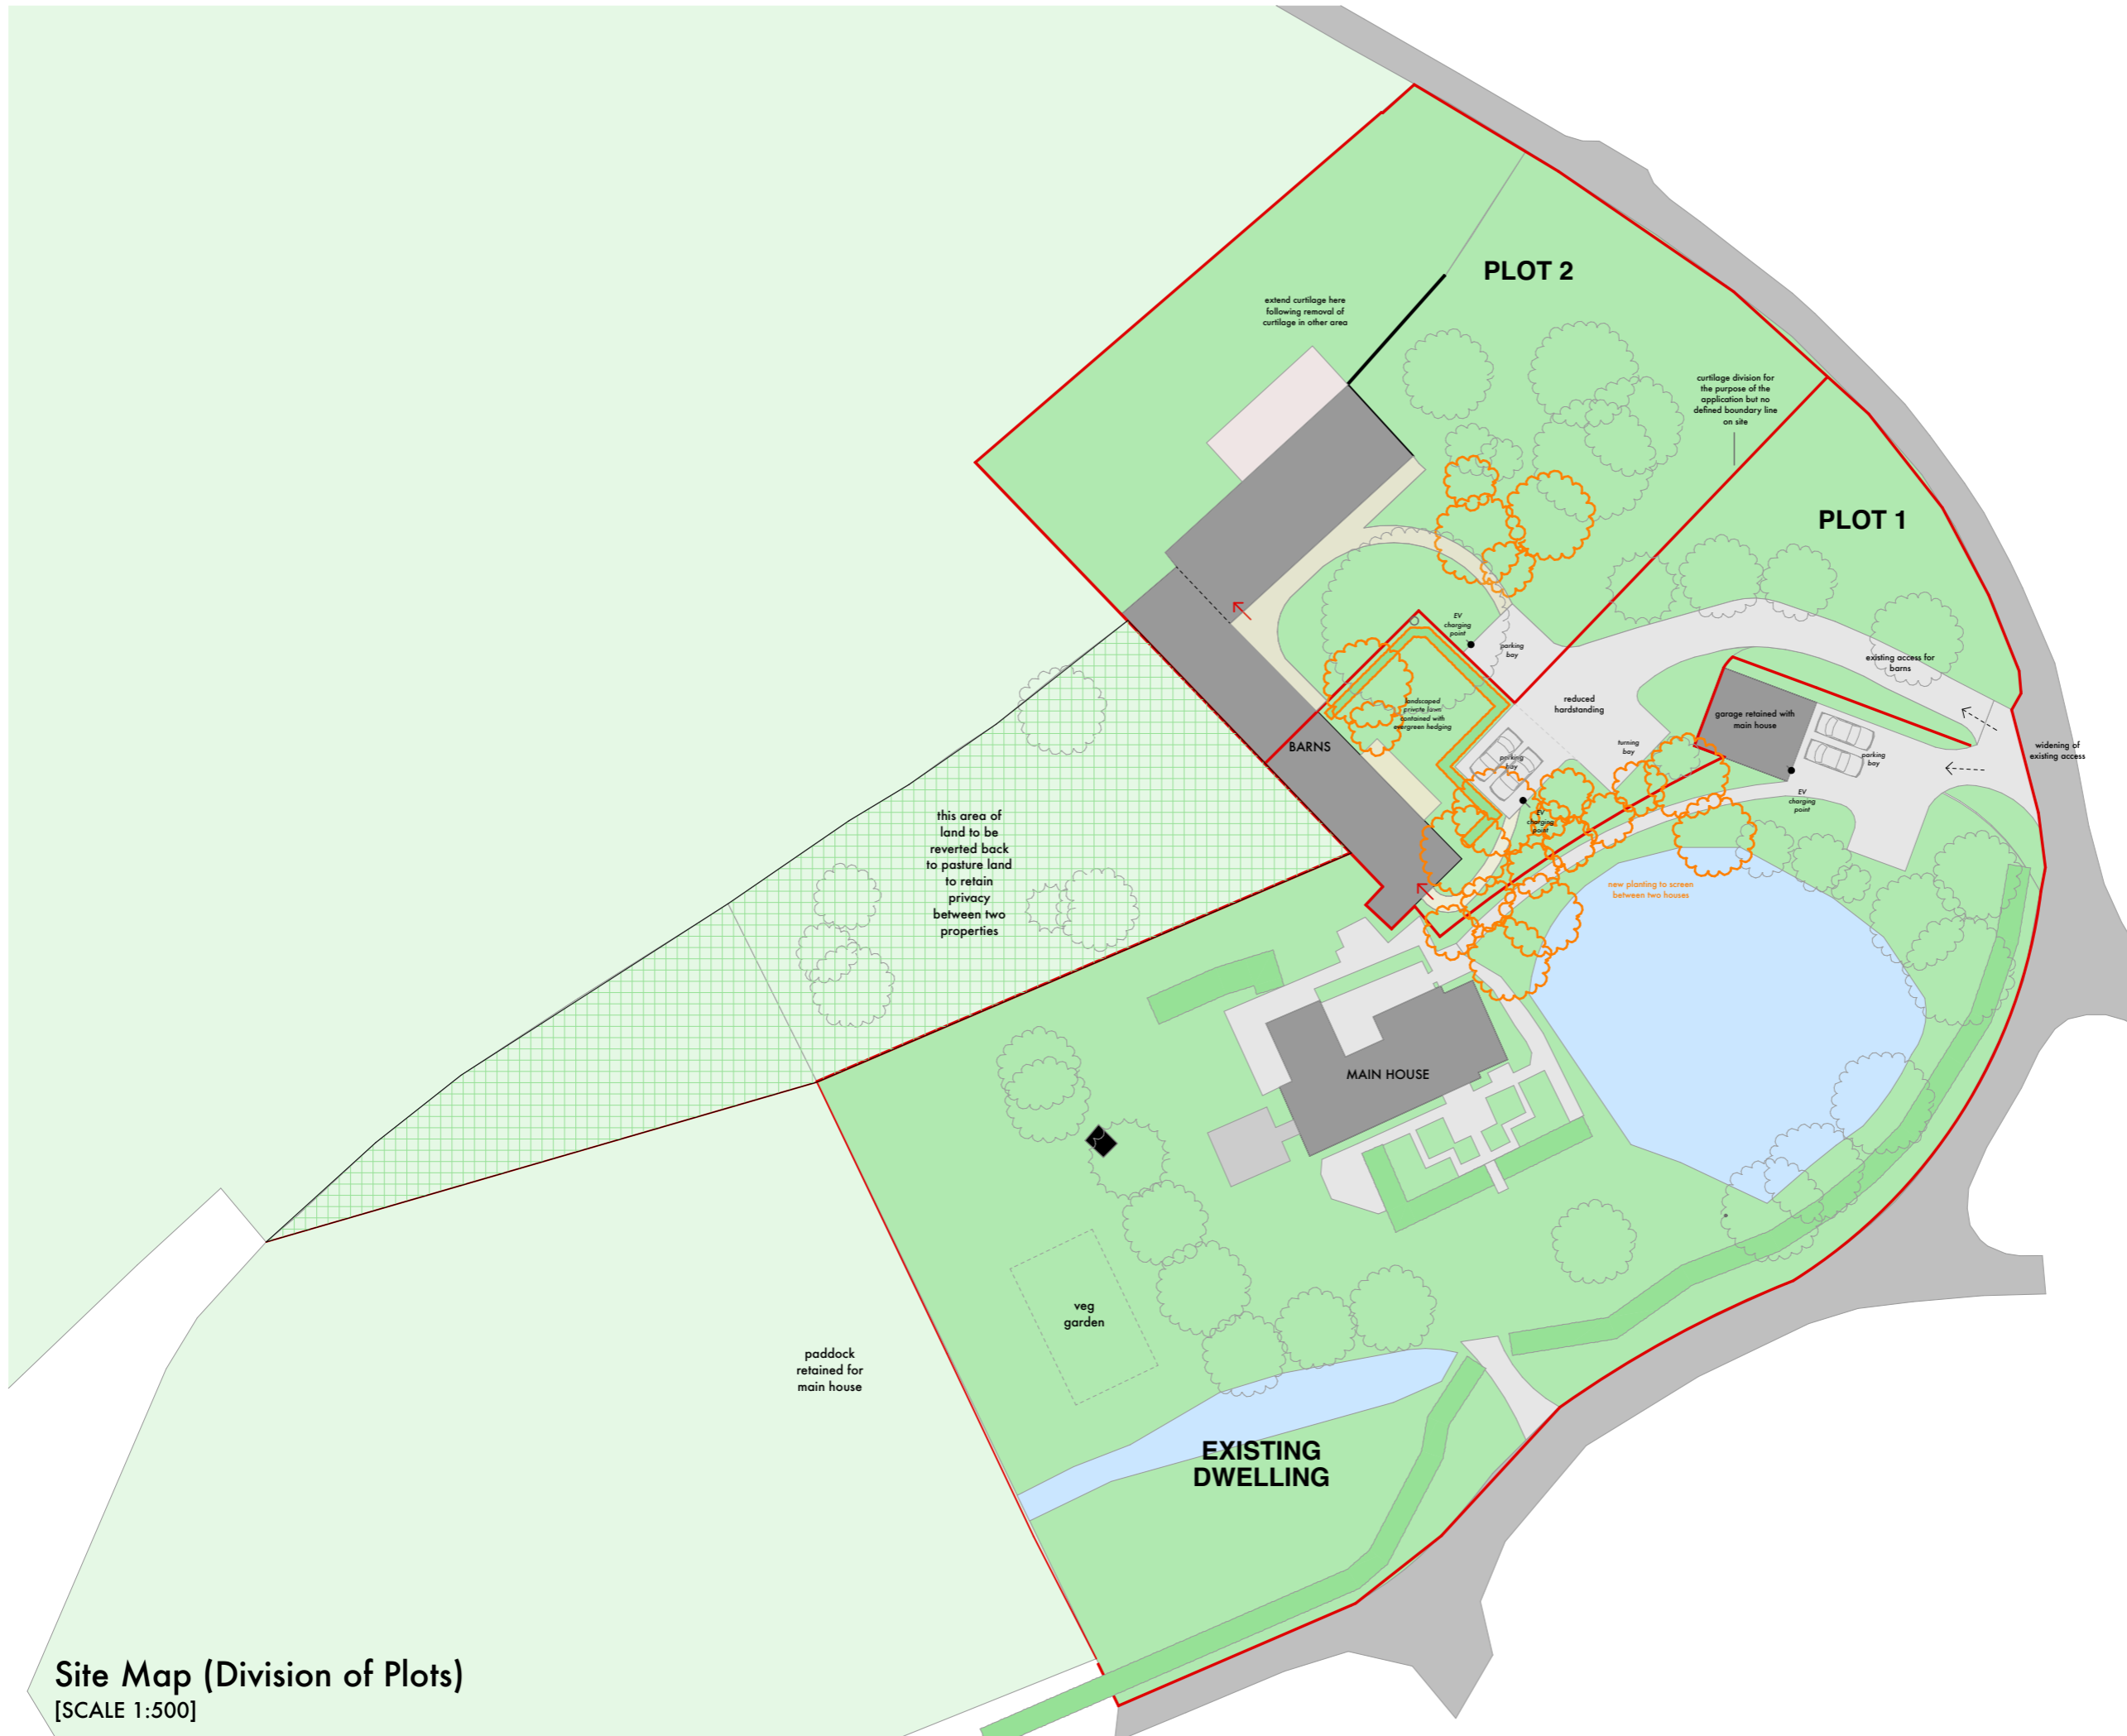 PLOT 2
extend curtilage here
following removal of
curtilage in other area
curtilage division for
the purpose of the
application but no
defined boundary line
on site
PLOT 1
EV
charging
point
parking
bay
existing access for
barns
landscaped
private lawn
contained with
evergreen hedging
reduced
hardstanding
garage retained with
main house
BARNS
turning
bay
parking
bay
parking
bay
widening of
existing access
EV
charging
point
EV
charging
point
this area of
land to be
reverted back
to pasture land
to retain
privacy
between two
properties
new planting to screen
between two houses
MAIN HOUSE
veg
garden
paddock
retained for
main house
EXISTING
DWELLING
Site Map (Division of Plots)
[SCALE 1:500]